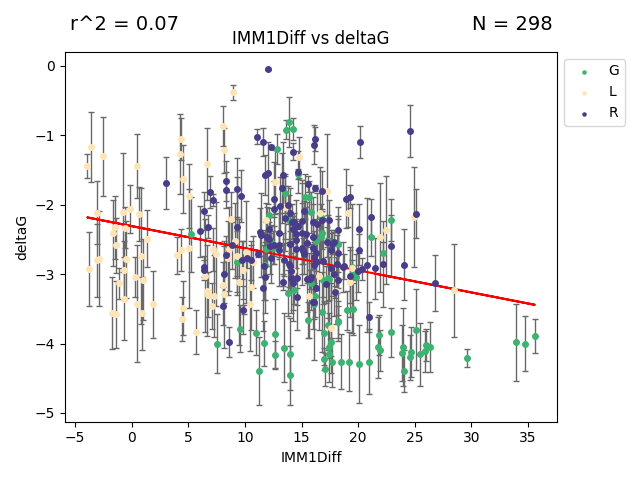 r^2 = 0.07
N = 298
IMM1Diff vs deltaG
G
L
R
0
−1
−2
−3
−4
−5
deltaG
−5
0
5
10
15
20
25
30
35
IMM1Diff